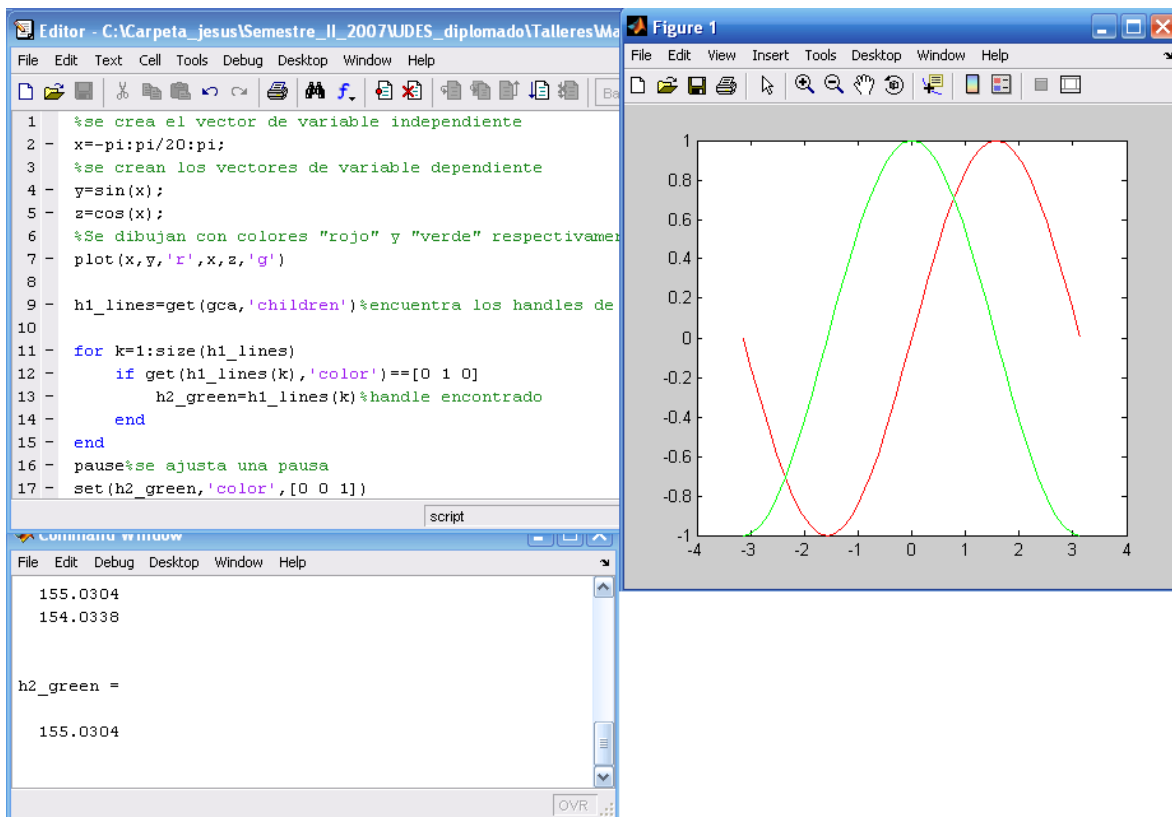 Editor - C:\Carpeta_jesus\Semestre_II_2007\UDES_diplomado\Talleres\Ma
File Edit Text Cell Tools Debug Desktop Window Help
Ba
1 %se crea el vector de variable independiente
2 - x=-pi:pi/20:pi;
3 %se crean los vectores de variable dependiente
4 - y=sin(x);
5 - z=cos(x);
6 %Se dibujan con colores "rojo" y "verde" respectivamen
7 - plot(x,y,'r',x,z,'g')
8
9 - h1_lines=get(gca,'children')%encuentra los handles de
10
11 - for k=1:size(h1_lines)
12 - if get(h1_lines(k),'color')==[0 1 0]
13 - h2_green=h1_lines(k)%handle encontrado
14 - end
15 - end
16 - pause%se ajusta una pausa
17 - set(h2_green,'color',[0 0 1])
script
Command Window
File Edit Debug Desktop Window Help
155.0304
154.0338
h2_green =
155.0304
OVR
Figure 1
File Edit View Insert Tools Desktop Window Help
1
0.8
0.6
0.4
0.2
0
-0.2
-0.4
-0.6
-0.8
-1
-4 -3 -2 -1 0 1 2 3 4